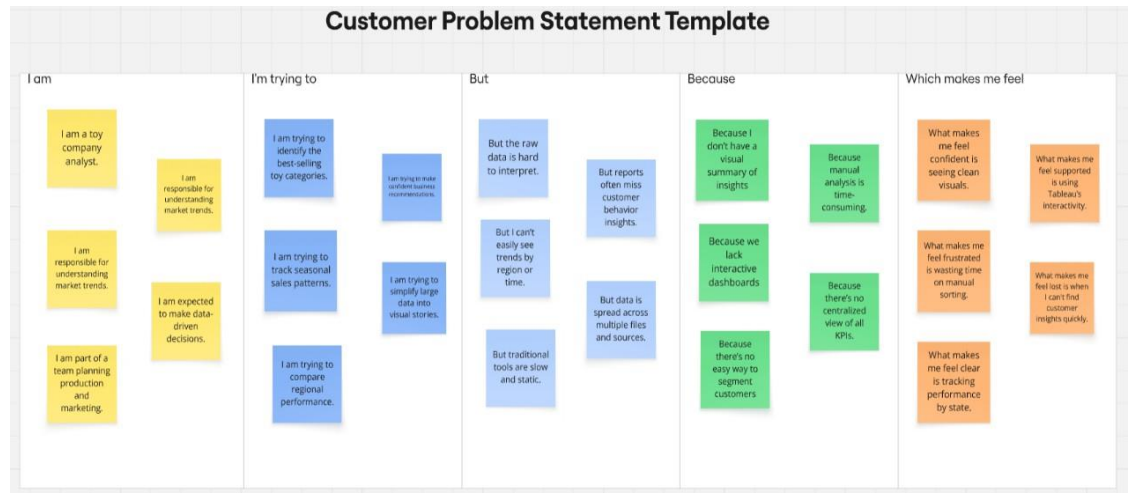 Customer Problem Statement Template
I am
I'm trying to
But
Because
Which makes me feel
I am a toy
company
analyst.
I am
responsible for
understanding
market trends.
I am
responsible for
understanding
market trends.
I am expected
to make data-
driven
decisions.
I am part of a
team planning
production
and
marketing.
I am trying to
identify the
best-selling
toy categories.
I am trying to make
confident business
recommendations.
I am trying to
track seasonal
sales patterns.
I am trying to
simplify large
data into
visual stories.
I am trying to
compare
regional
performance.
But the raw
data is hard
to interpret.
But reports
often miss
customer
behavior
insights.
But I can't
easily see
trends by
region or
time.
But data is
spread across
multiple files
and sources.
But traditional
tools are slow
and static.
Because I
don't have a
visual
summary of
insights
Because
manual
analysis is
time-
consuming.
Because we
lack
interactive
dashboards
Because
there's no
centralized
view of all
KPIs.
Because
there's no
easy way to
segment
customers
What makes
me feel
confident is
seeing clean
visuals.
What makes me
feel supported
is using
Tableau's
interactivity.
What makes me
feel frustrated
is wasting time
on manual
sorting.
What makes me
feel lost is when
I can't find
customer
insights quickly.
What makes
me feel clear
is tracking
performance
by state.